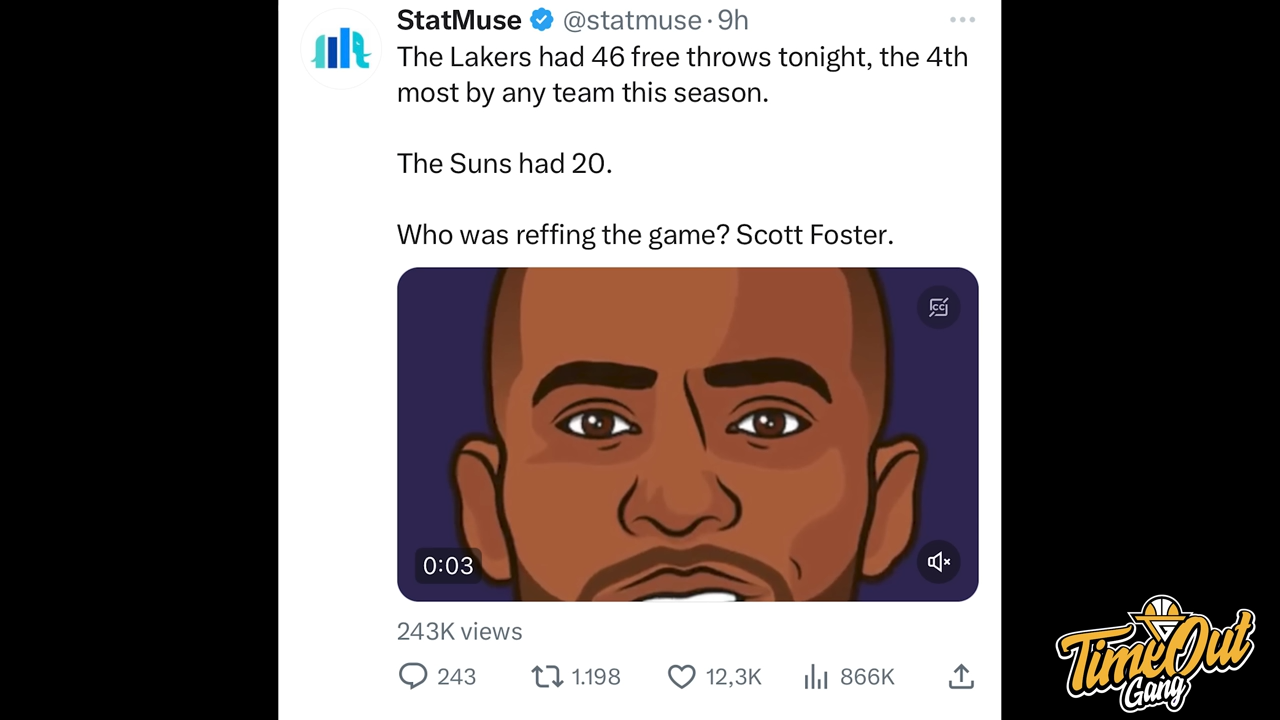 StatMuse @statmuse · 9h
The Lakers had 46 free throws tonight, the 4th
most by any team this season.
The Suns had 20.
Who was reffing the game? Scott Foster.
CC
0:03
243K views
243 1.198 12,3K 866K
TimeOut
Gang